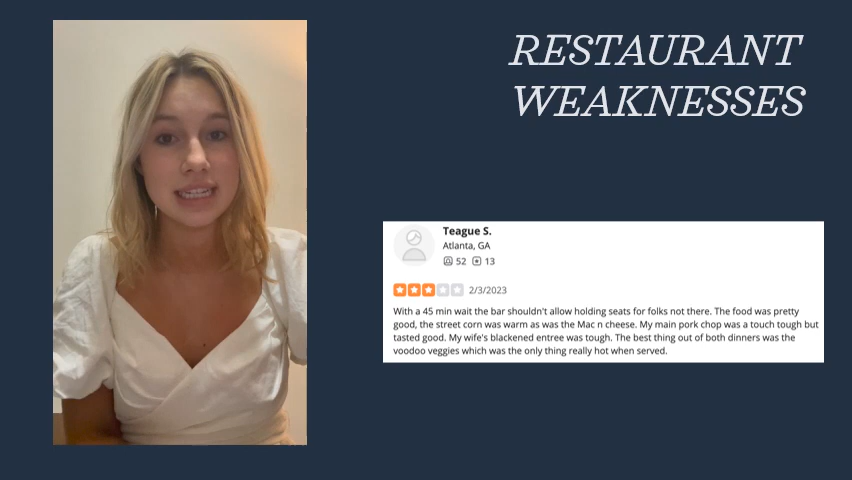 RESTAURANT
WEAKNESSES
Teague S.
Atlanta, GA
52 13
2/3/2023
With a 45 min wait the bar shouldn't allow holding seats for folks not there. The food was pretty
good, the street corn was warm as was the Mac n cheese. My main pork chop was a touch tough but
tasted good. My wife's blackened entree was tough. The best thing out of both dinners was the
voodoo veggies which was the only thing really hot when served.